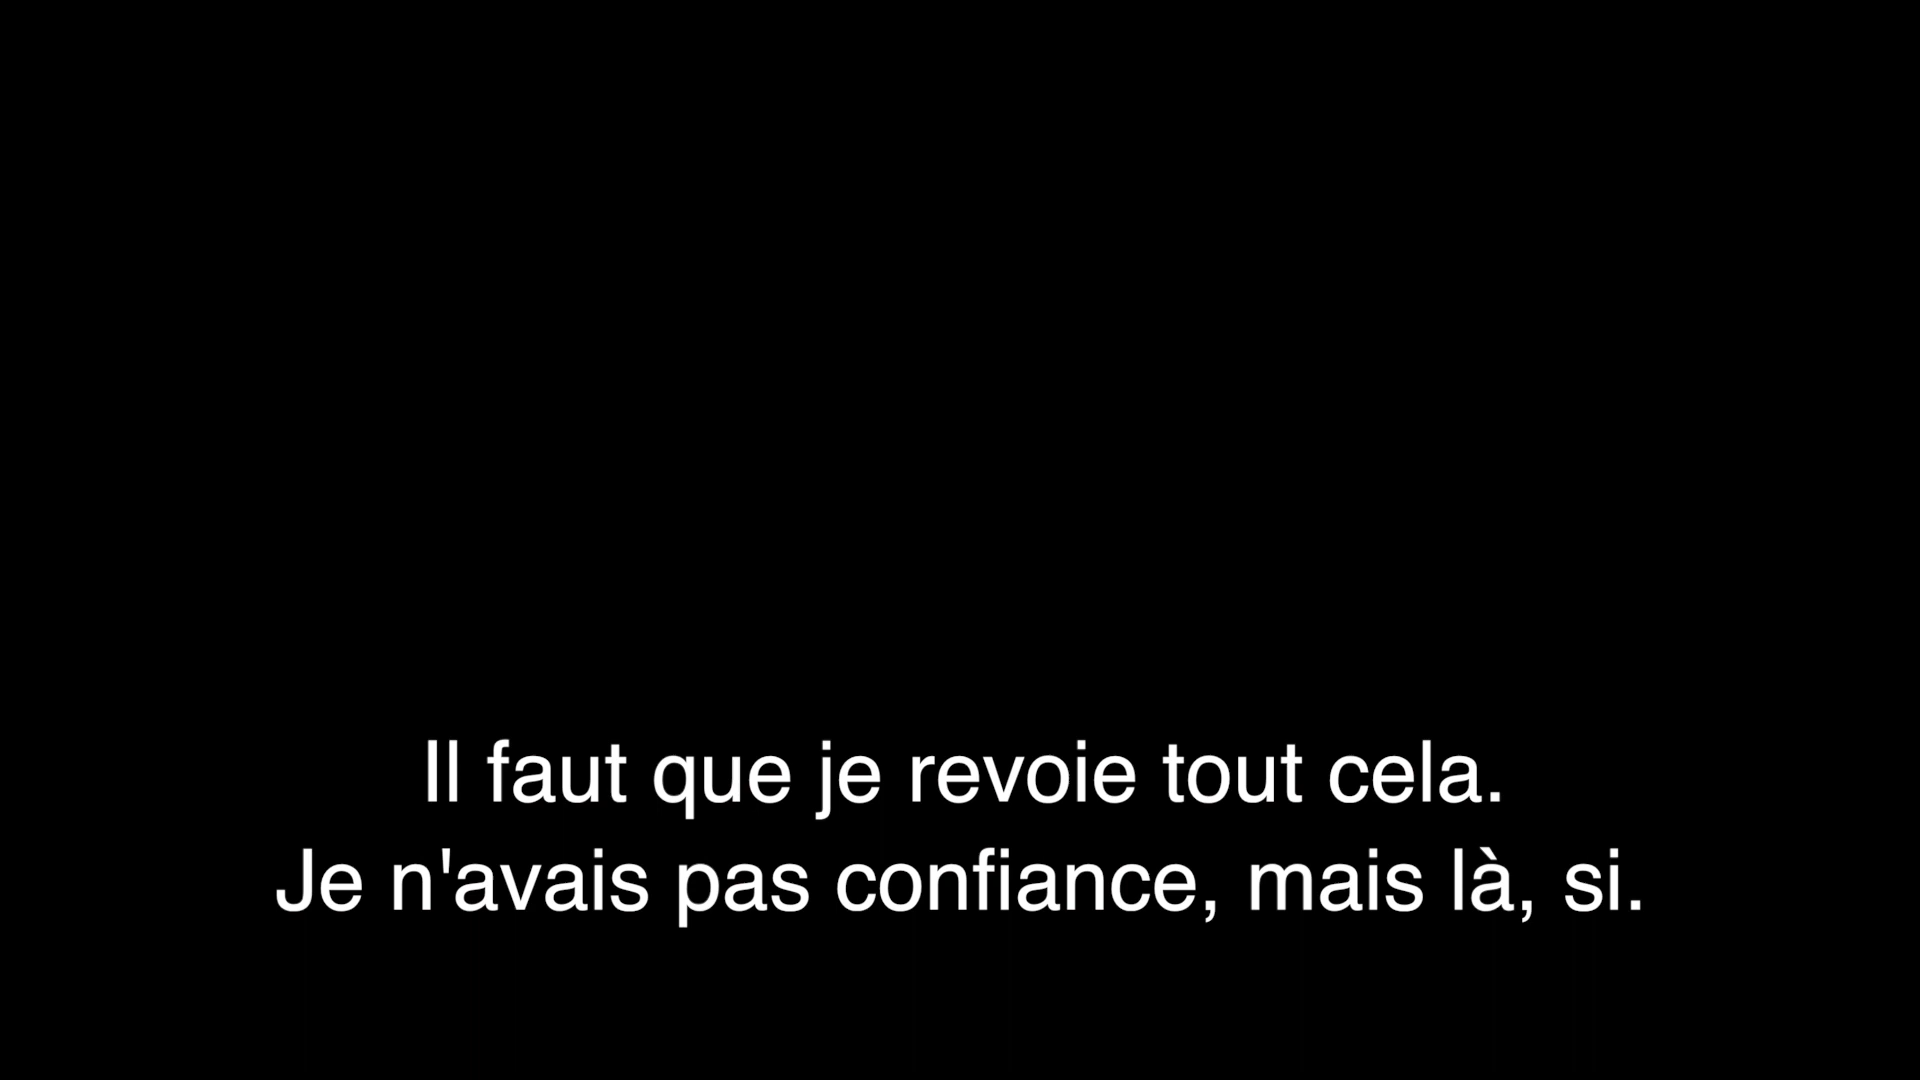 Il faut que je revoie tout cela.
Je n'avais pas confiance, mais là, si.